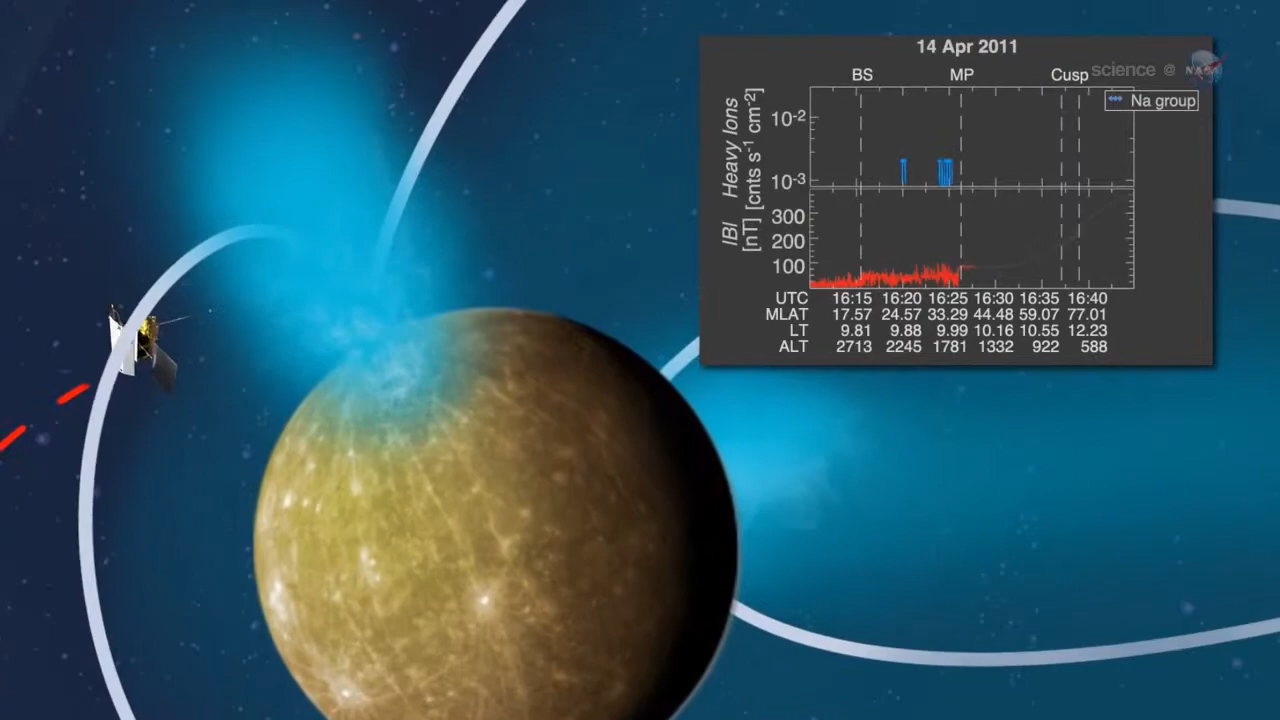 14 Apr 2011
BS MP Cusp
science @ NASA
Na group
Heavy Ions
[cnts s⁻¹ cm⁻²]
10⁻²
10⁻³
|B|
[nT]
300
200
100
UTC 16:15 16:20 16:25 16:30 16:35 16:40
MLAT 17.57 24.57 33.29 44.48 59.07 77.01
LT 9.81 9.88 9.99 10.16 10.55 12.23
ALT 2713 2245 1781 1332 922 588